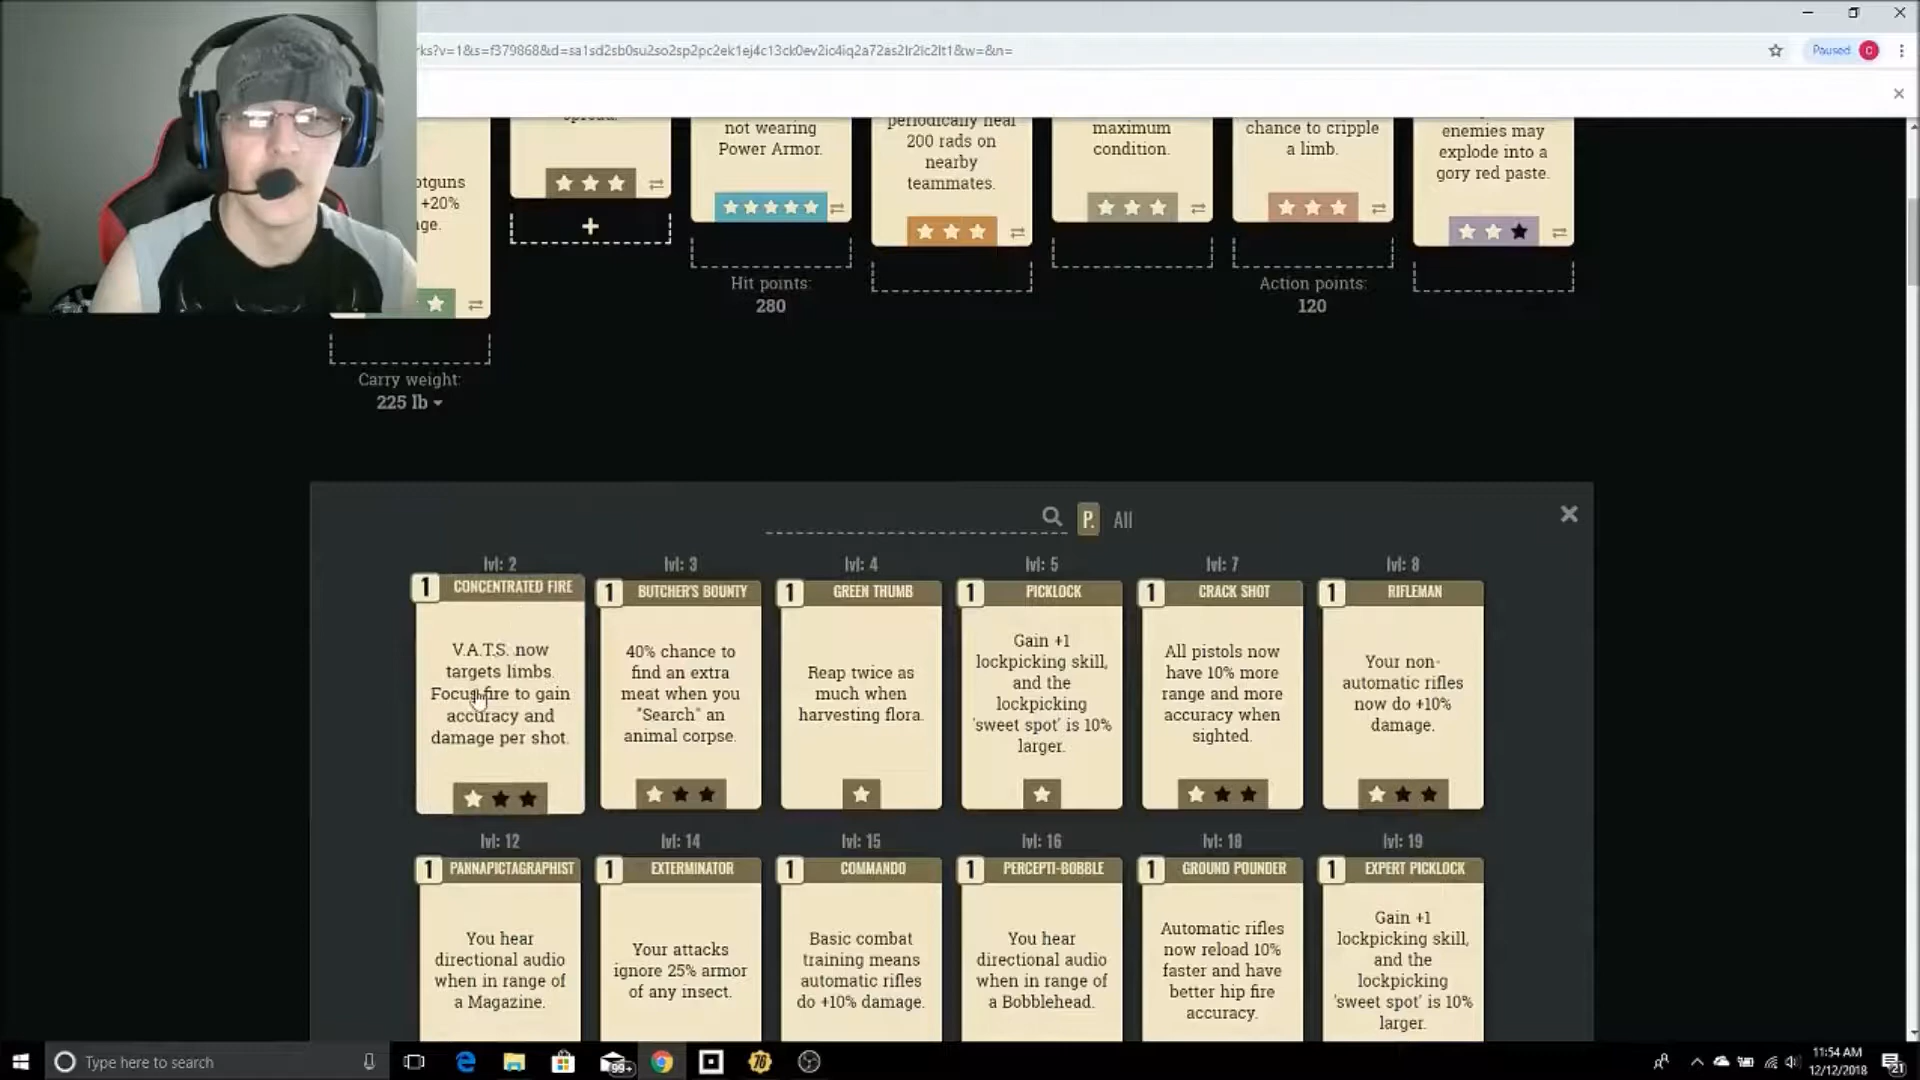 rks?v=1&s=f379868&d=sa1sd2sb0su2so2sp2pc2ek1ej4c13ck0ev2ic4iq2a72as2lr2lc2lt1&w=&n=
Paused
C
otguns
+20%
ge.
Carry weight:
225 lb
spread.
+
not wearing
Power Armor.
Hit points:
280
periodically heal
200 rads on
nearby
teammates.
maximum
condition.
chance to cripple
a limb.
Action points:
120
enemies may
explode into a
gory red paste.
P.
All
lvl: 2
1 CONCENTRATED FIRE
V.A.T.S. now
targets limbs.
Focus fire to gain
accuracy and
damage per shot.
lvl: 3
1 BUTCHER'S BOUNTY
40% chance to
find an extra
meat when you
"Search" an
animal corpse.
lvl: 4
1 GREEN THUMB
Reap twice as
much when
harvesting flora.
lvl: 5
1 PICKLOCK
Gain +1
lockpicking skill,
and the
lockpicking
'sweet spot' is 10%
larger.
lvl: 7
1 CRACK SHOT
All pistols now
have 10% more
range and more
accuracy when
sighted.
lvl: 8
1 RIFLEMAN
Your non-
automatic rifles
now do +10%
damage.
lvl: 12
1 PANNAPICTAGRAPHIST
You hear
directional audio
when in range of
a Magazine.
lvl: 14
1 EXTERMINATOR
Your attacks
ignore 25% armor
of any insect.
lvl: 15
1 COMMANDO
Basic combat
training means
automatic rifles
do +10% damage.
lvl: 16
1 PERCEPTI-BOBBLE
You hear
directional audio
when in range of
a Bobblehead.
lvl: 18
1 GROUND POUNDER
Automatic rifles
now reload 10%
faster and have
better hip fire
accuracy.
lvl: 19
1 EXPERT PICKLOCK
Gain +1
lockpicking skill,
and the
lockpicking
'sweet spot' is 10%
larger.
Type here to search
99+
76
11:54 AM
12/12/2018
21